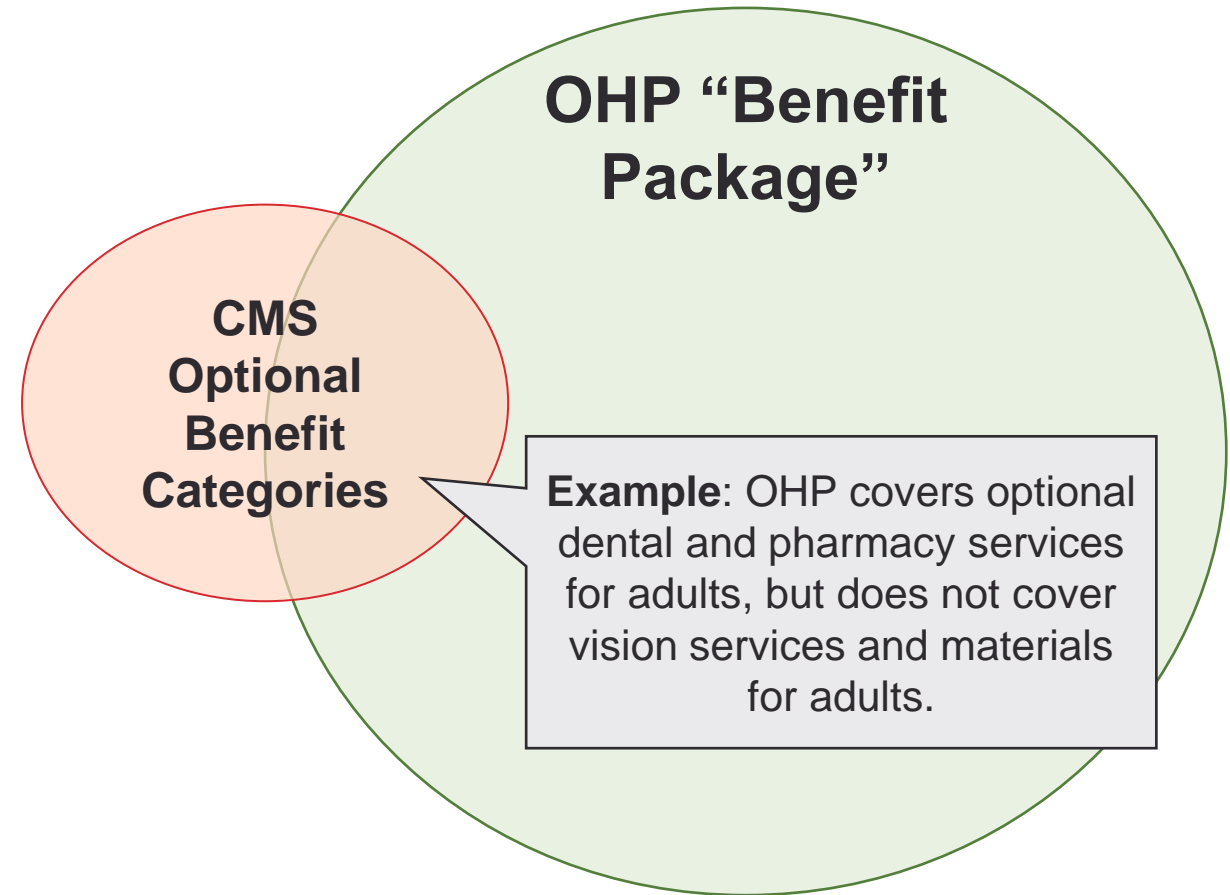 OHP “Benefit
Package”
CMS
Optional
Benefit
Categories
Example: OHP covers optional
dental and pharmacy services
for adults, but does not cover
vision services and materials
for adults.